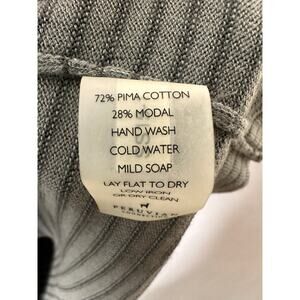 72% PIMA COTTON
28% MODAL
HAND WASH
COLD WATER
MILD SOAP
LAY FLAT TO DRY
LOW IRON
OR DRY CLEAN
PERUVIAN
CONNECTION